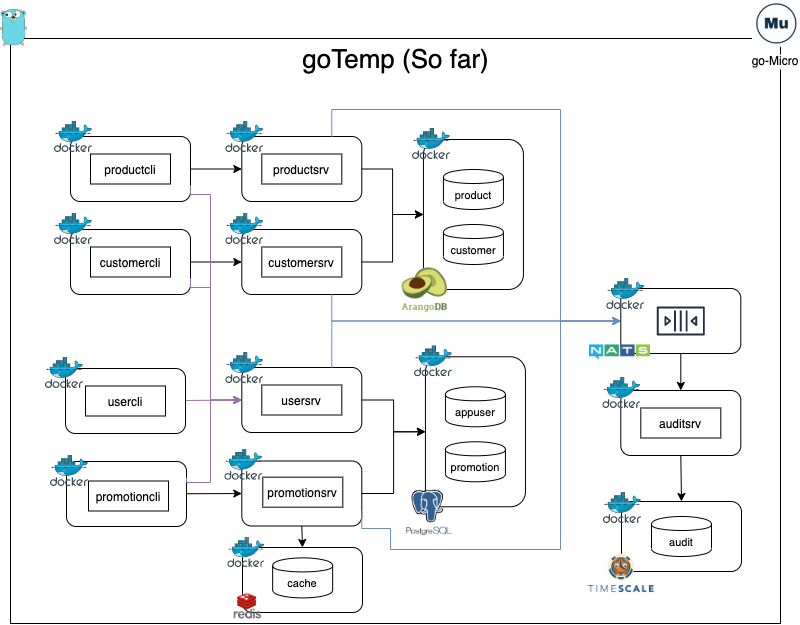 Mu
go-Micro
goTemp (So far)
docker
productcli
docker
productsrv
docker
product
customer
ArangoDB
docker
customercli
docker
customersrv
docker
NATS
docker
usercli
docker
usersrv
docker
appuser
promotion
PostgreSQL
docker
auditsrv
docker
promotioncli
docker
promotionsrv
docker
audit
TIMESCALE
docker
cache
redis